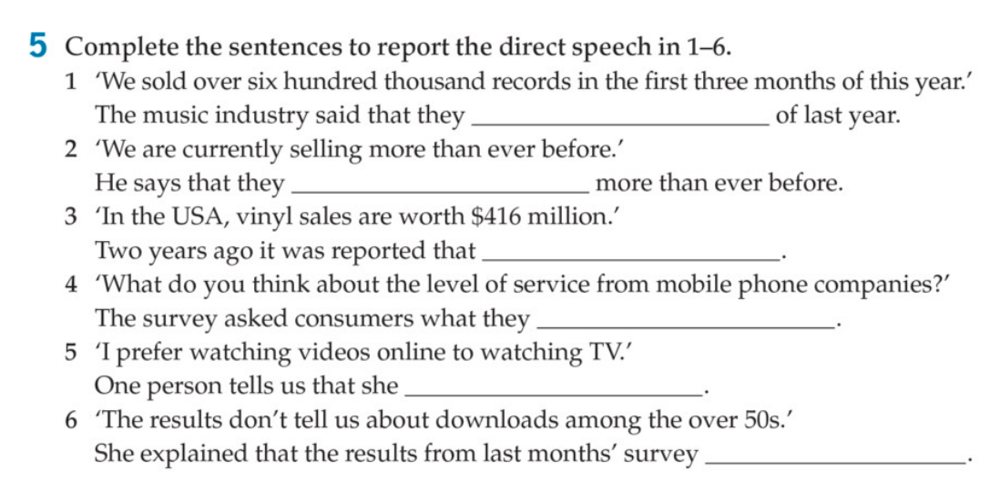 5 Complete the sentences to report the direct speech in 1–6.
1 ‘We sold over six hundred thousand records in the first three months of this year.’
The music industry said that they ____________________ of last year.
2 ‘We are currently selling more than ever before.’
He says that they ____________________ more than ever before.
3 ‘In the USA, vinyl sales are worth $416 million.’
Two years ago it was reported that ____________________.
4 ‘What do you think about the level of service from mobile phone companies?’
The survey asked consumers what they ____________________.
5 ‘I prefer watching videos online to watching TV.’
One person tells us that she ____________________.
6 ‘The results don’t tell us about downloads among the over 50s.’
She explained that the results from last months’ survey ____________________.